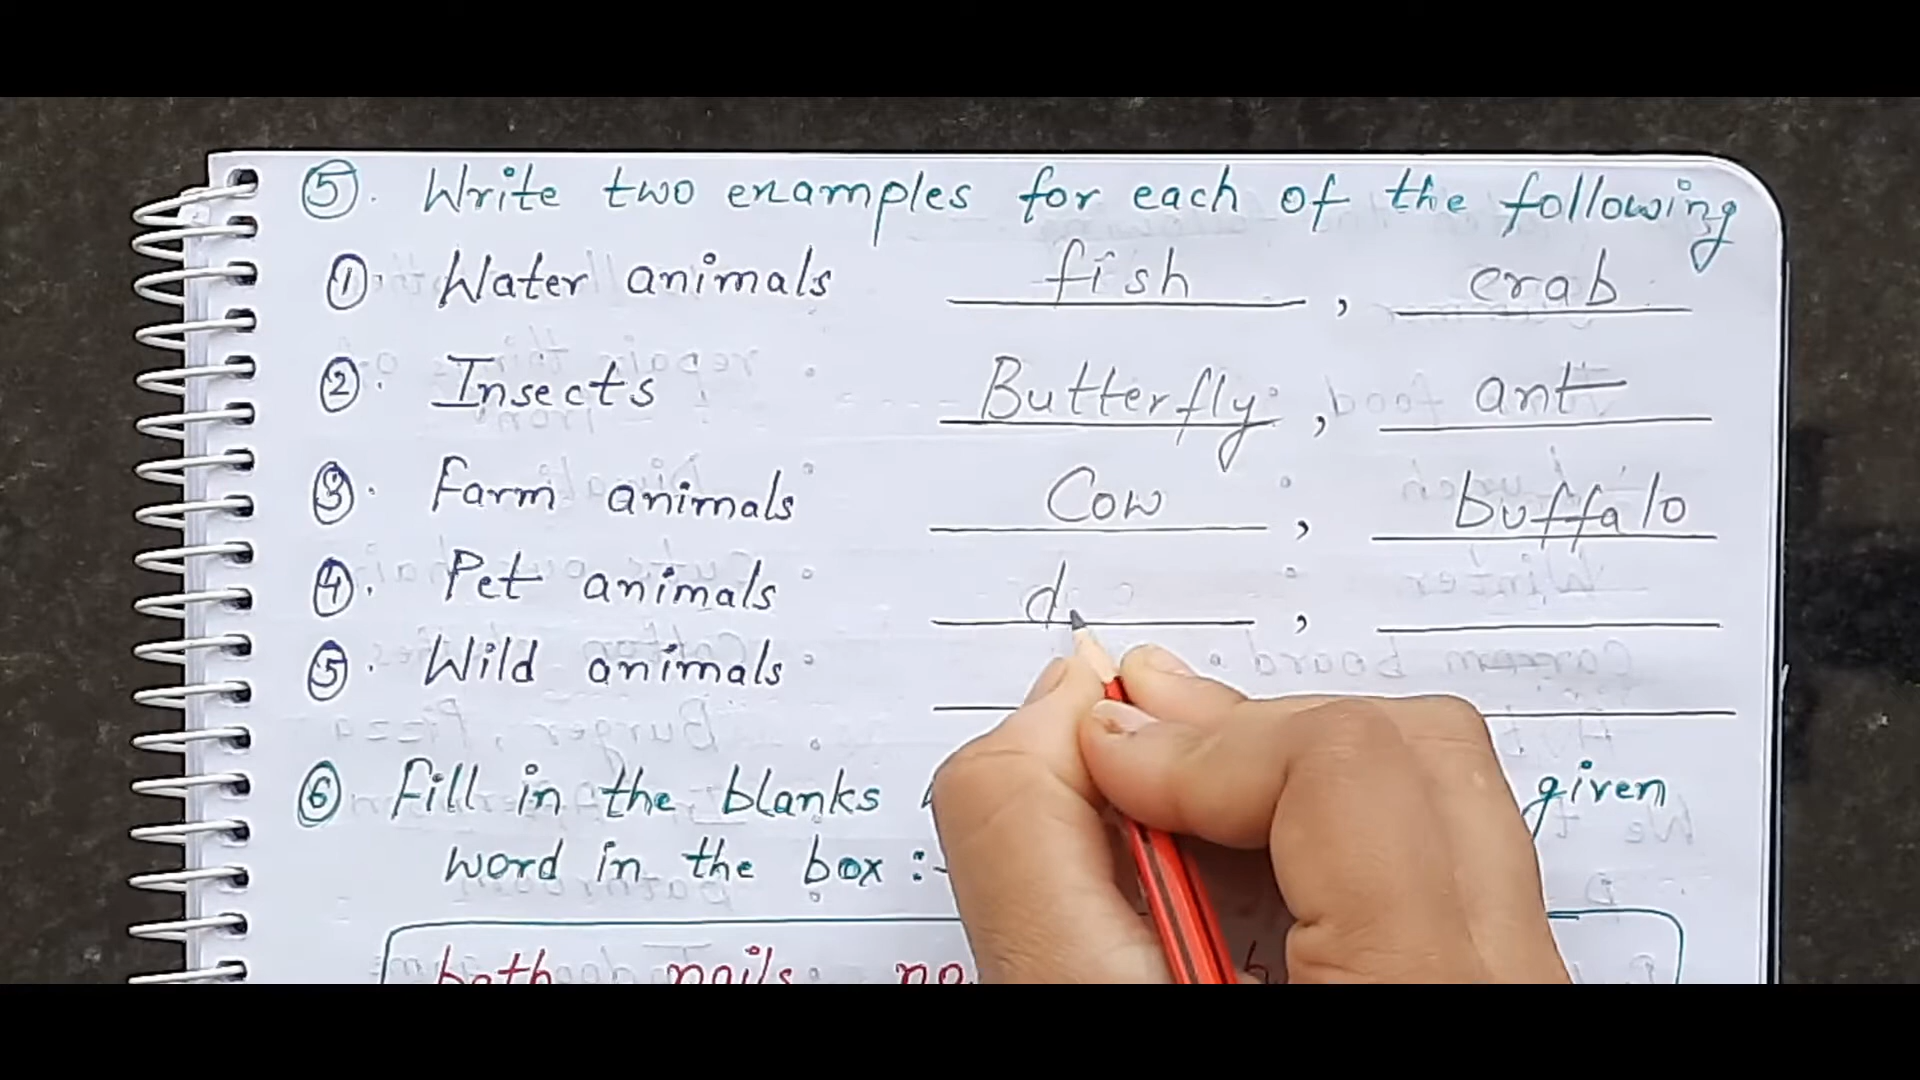 5. Write two examples for each of the following
1. Water animals fish , crab
2. Insects Butterfly , ant
3. Farm animals Cow , buffalo
4. Pet animals d ,
5. Wild animals
6 Fill in the blanks given
word in the box :-
bath nails